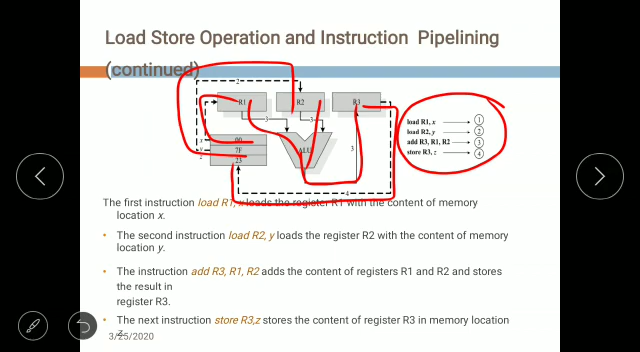 Load Store Operation and Instruction Pipelining
(continued)
2
R1
R2
R3
3
3
load R1, x 1
load R2, y 2
add R3, R1, R2 3
store R3, z 4
x 00
y 7F
z 23
ALU
3
4
The first instruction load R1, x loads the register R1 with the content of memory
location x.
• The second instruction load R2, y loads the register R2 with the content of memory
location y.
• The instruction add R3, R1, R2 adds the content of registers R1 and R2 and stores
the result in
register R3.
• The next instruction store R3,z stores the content of register R3 in memory location
z.
3/25/2020